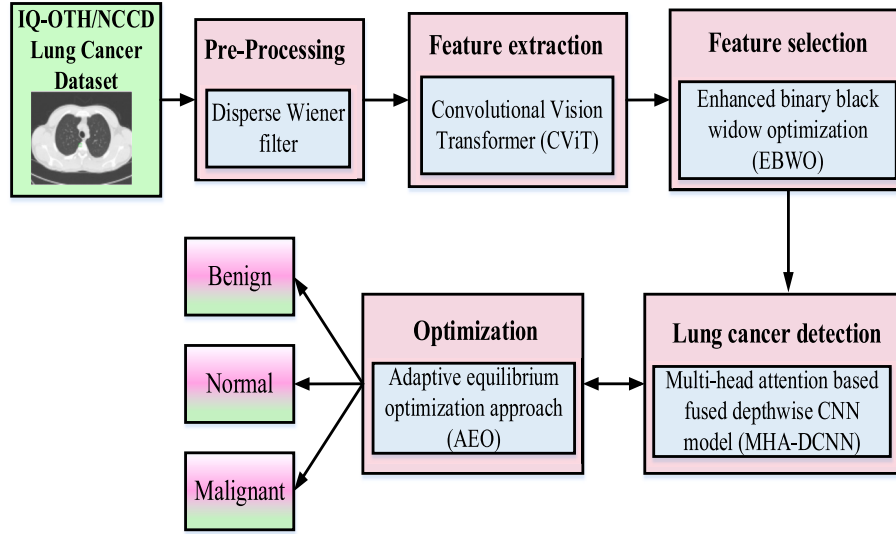 IQ-OTH/NCCD
Lung Cancer
Dataset
Pre-Processing
Disperse Wiener
filter
Feature extraction
Convolutional Vision
Transformer (CViT)
Feature selection
Enhanced binary black
widow optimization
(EBWO)
Lung cancer detection
Multi-head attention based
fused depthwise CNN
model (MHA-DCNN)
Optimization
Adaptive equilibrium
optimization approach
(AEO)
Benign
Normal
Malignant